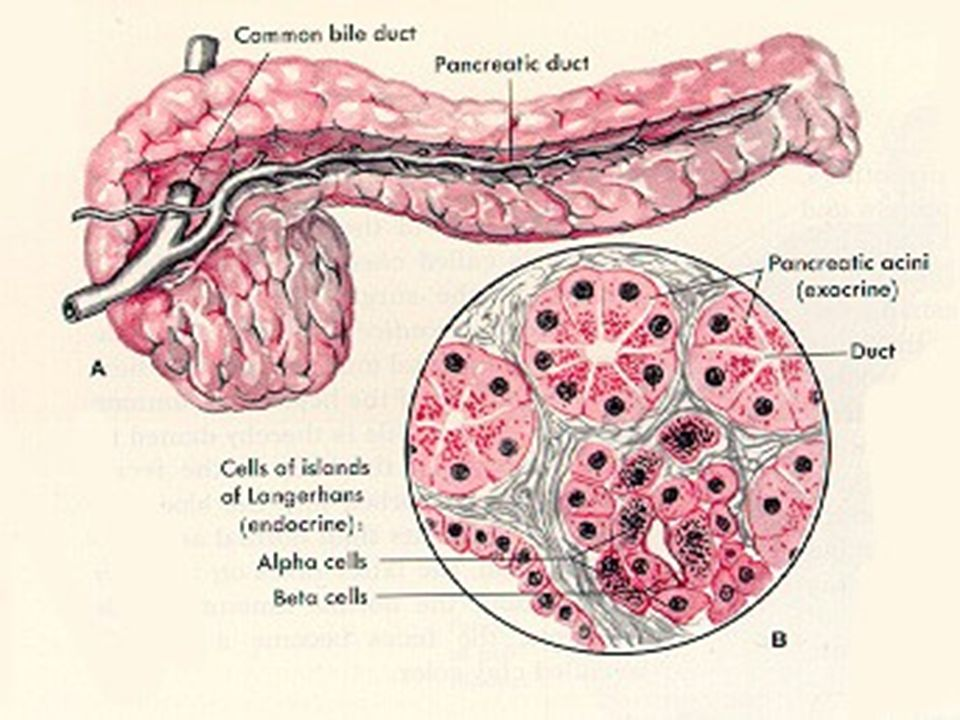 Common bile duct
Pancreatic duct
Pancreatic acini
(exocrine)
Duct
A
Cells of islands
of Langerhans
(endocrine):
Alpha cells
Beta cells
B